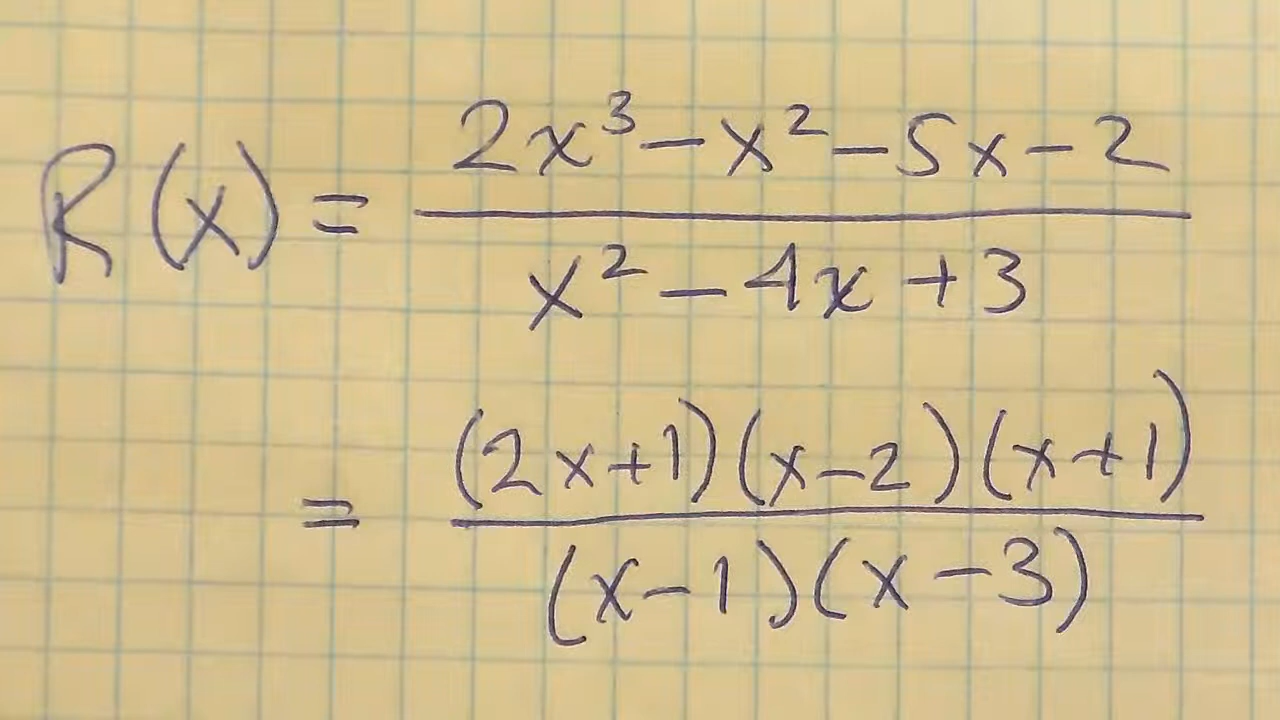 R(x) = (2x³ - x² - 5x - 2) / (x² - 4x + 3)
= ((2x+1)(x-2)(x+1)) / ((x-1)(x-3))